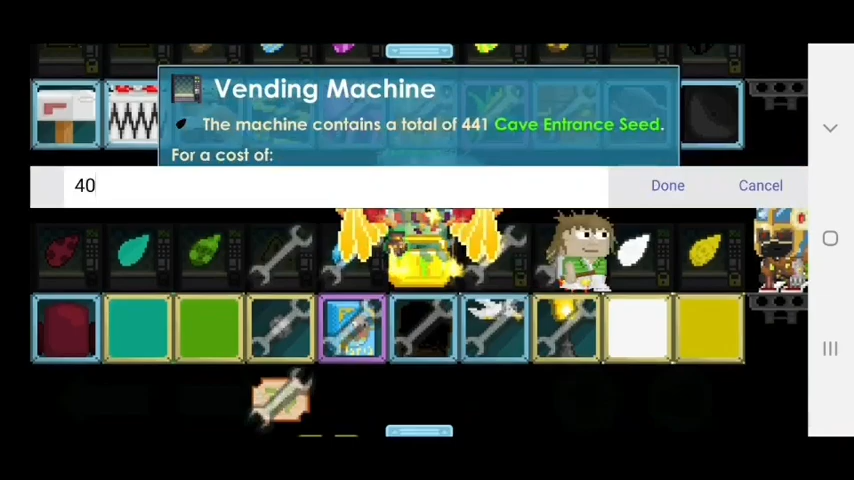 Vending Machine
The machine contains a total of 441 Cave Entrance Seed.
For a cost of:
40
Done
Cancel